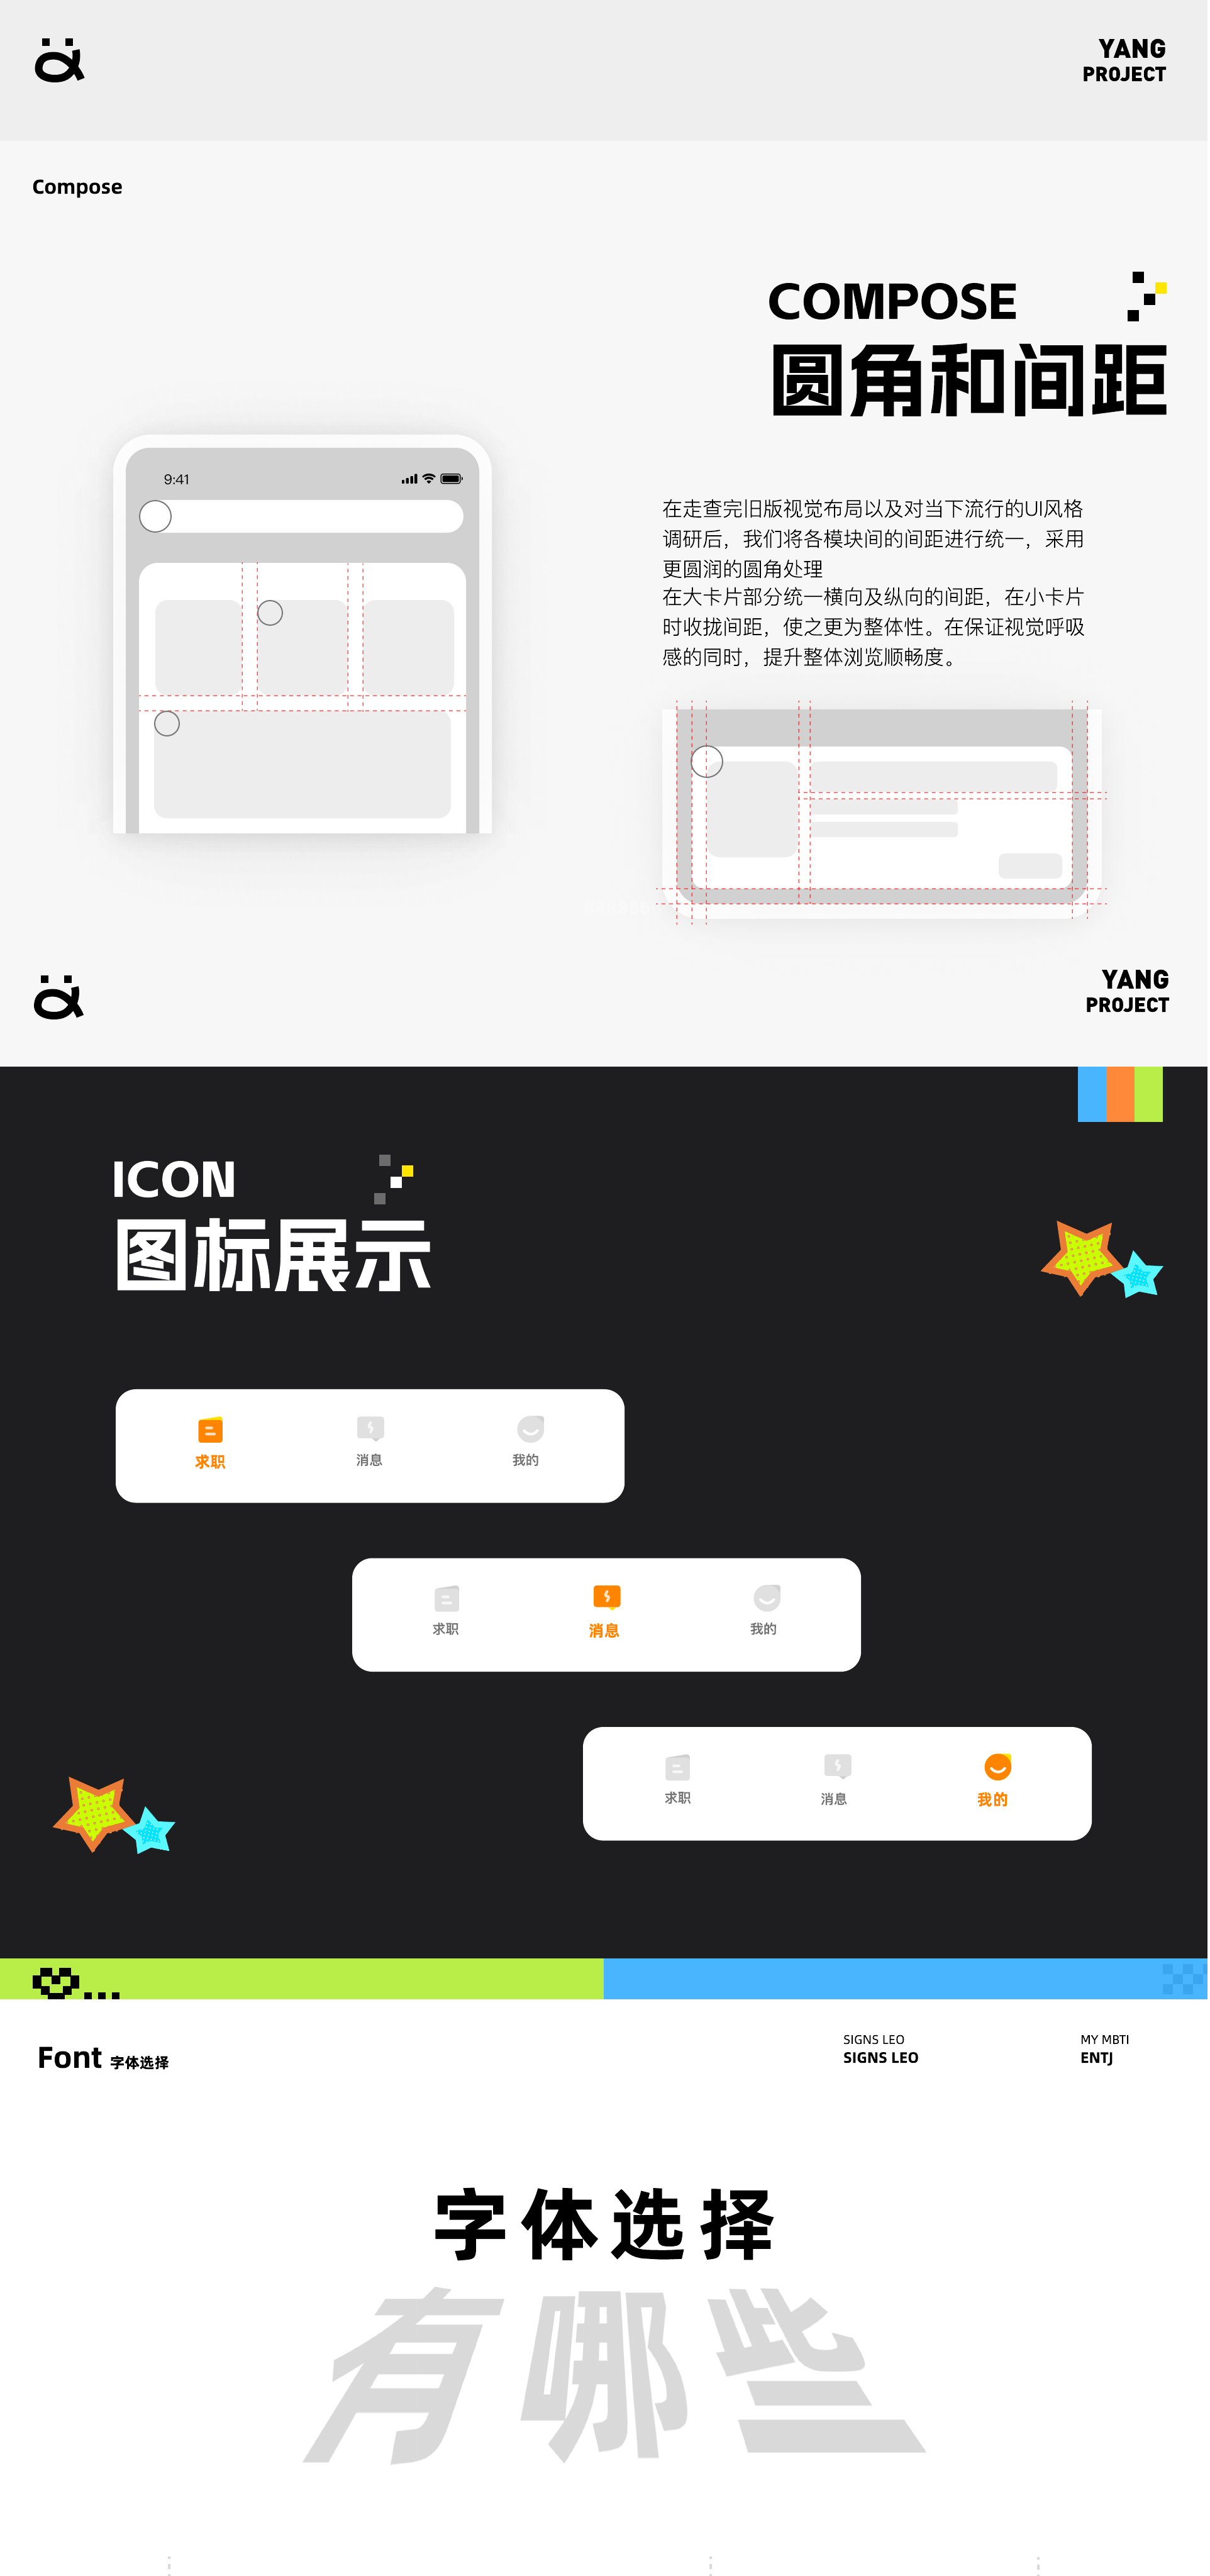 YANG
PROJECT
Compose
COMPOSE
圆角和间距
9:41
在走查完旧版视觉布局以及对当下流行的UI风格
调研后，我们将各模块间的间距进行统一，采用
更圆润的圆角处理
在大卡片部分统一横向及纵向的间距，在小卡片
时收拢间距，使之更为整体性。在保证视觉呼吸
感的同时，提升整体浏览顺畅度。
YANG
PROJECT
ICON
图标展示
求职 消息 我的
求职 消息 我的
求职 消息 我的
Font 字体选择
SIGNS LEO
SIGNS LEO
MY MBTI
ENTJ
字体选择
有哪些